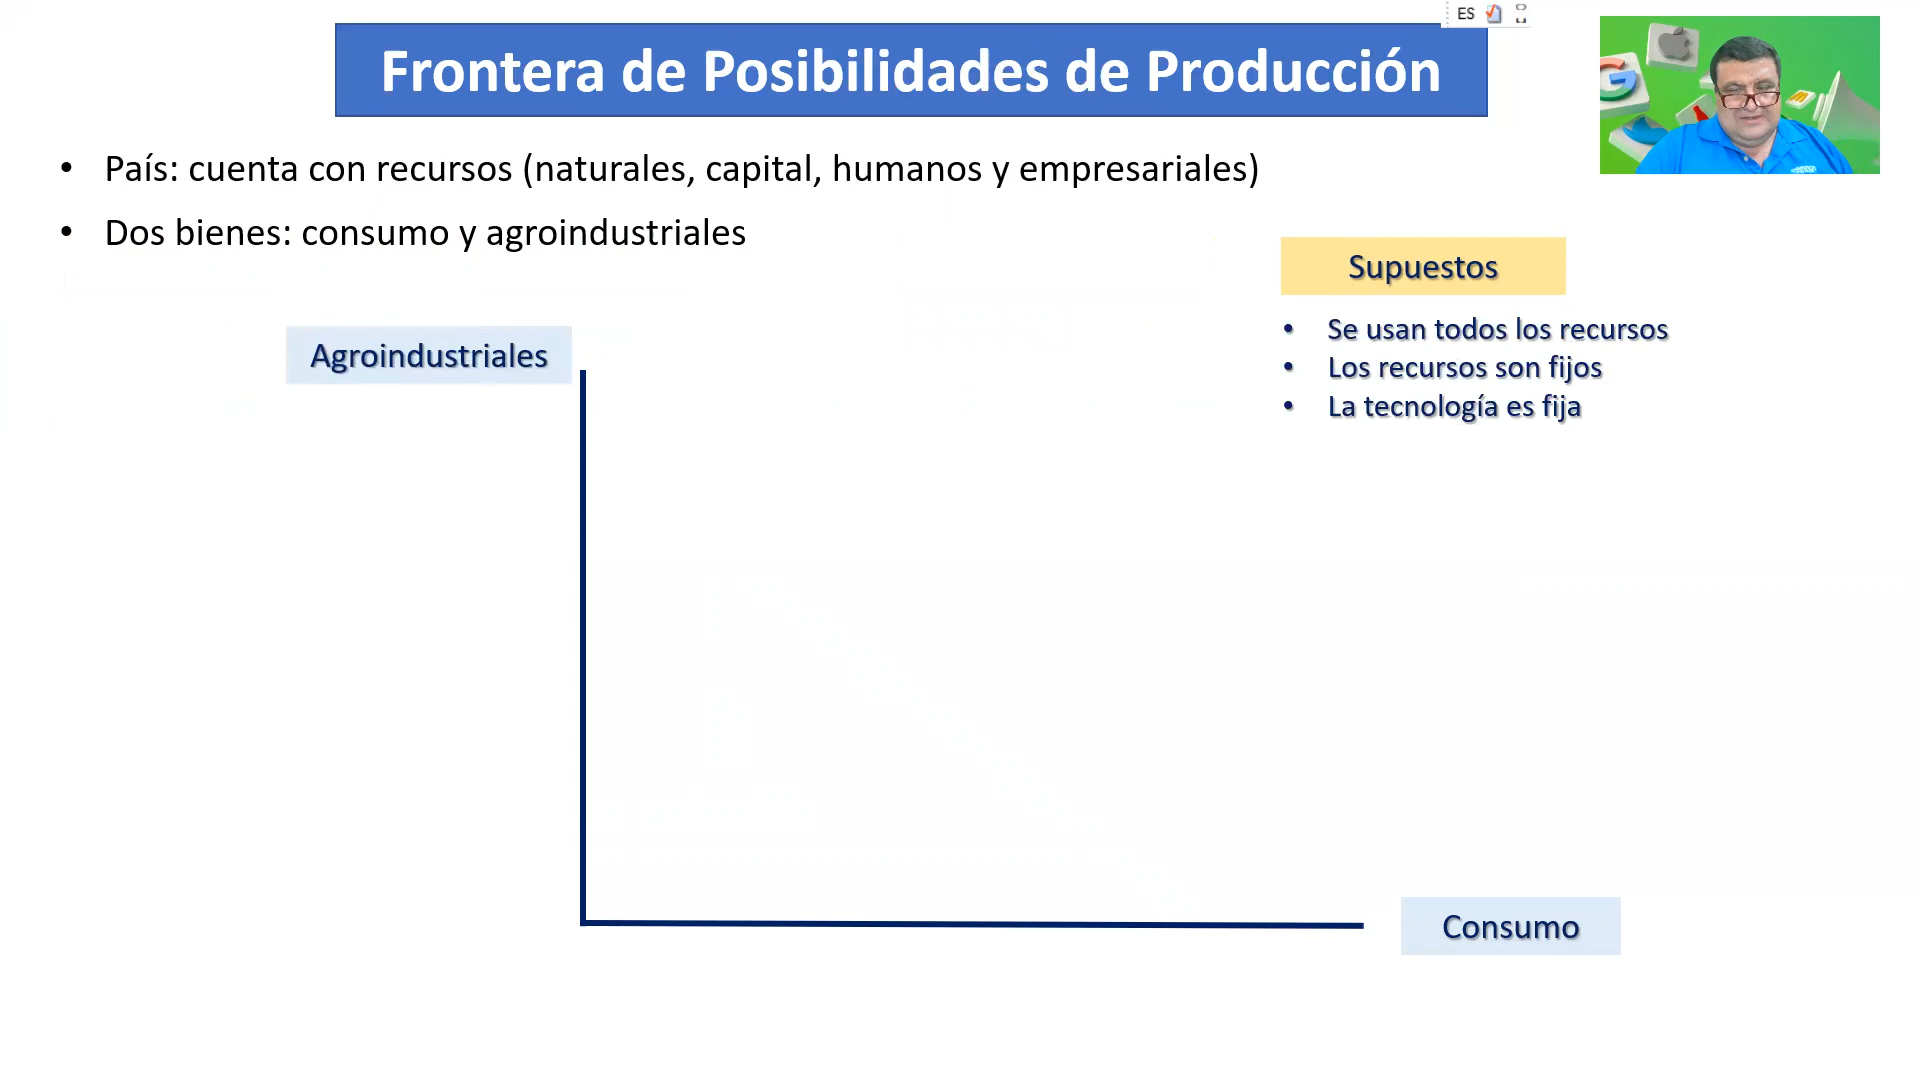 ES
Frontera de Posibilidades de Producción
• País: cuenta con recursos (naturales, capital, humanos y empresariales)
• Dos bienes: consumo y agroindustriales
Supuestos
• Se usan todos los recursos
• Los recursos son fijos
• La tecnología es fija
Agroindustriales
Consumo